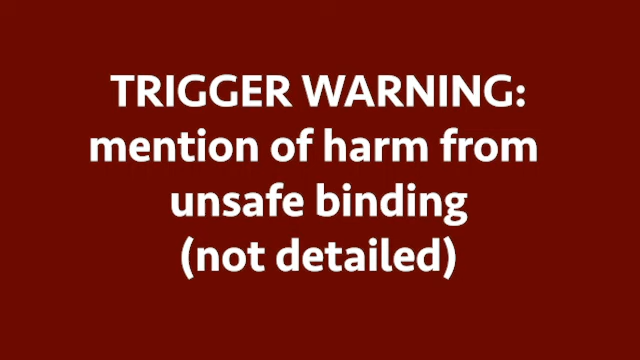 TRIGGER WARNING:
mention of harm from
unsafe binding
(not detailed)